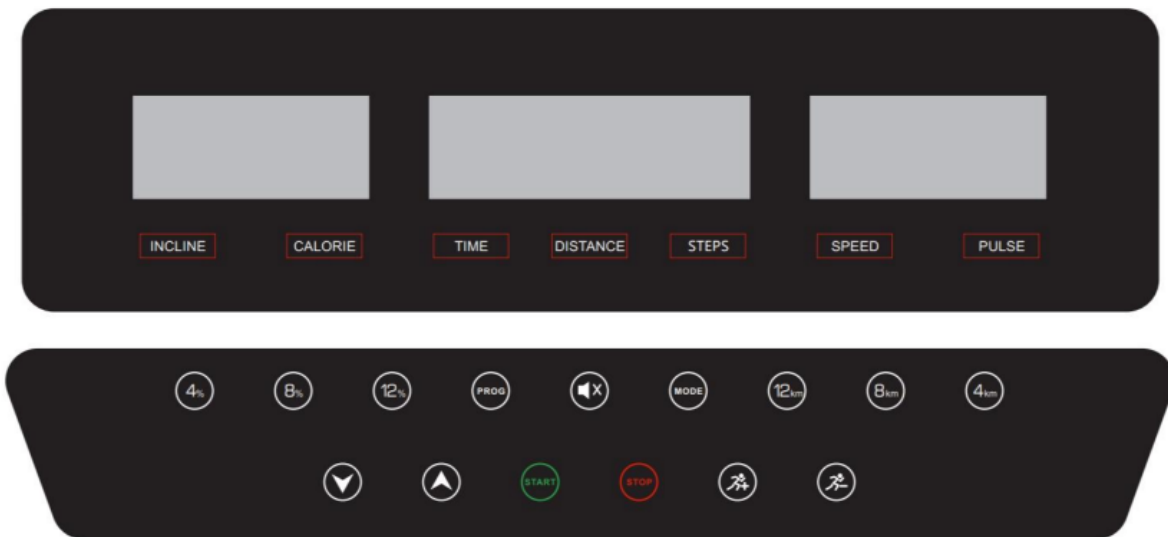 INCLINE CALORIE TIME DISTANCE STEPS SPEED PULSE
4% 8% 12% PROG MODE 12km 8km 4km
START STOP